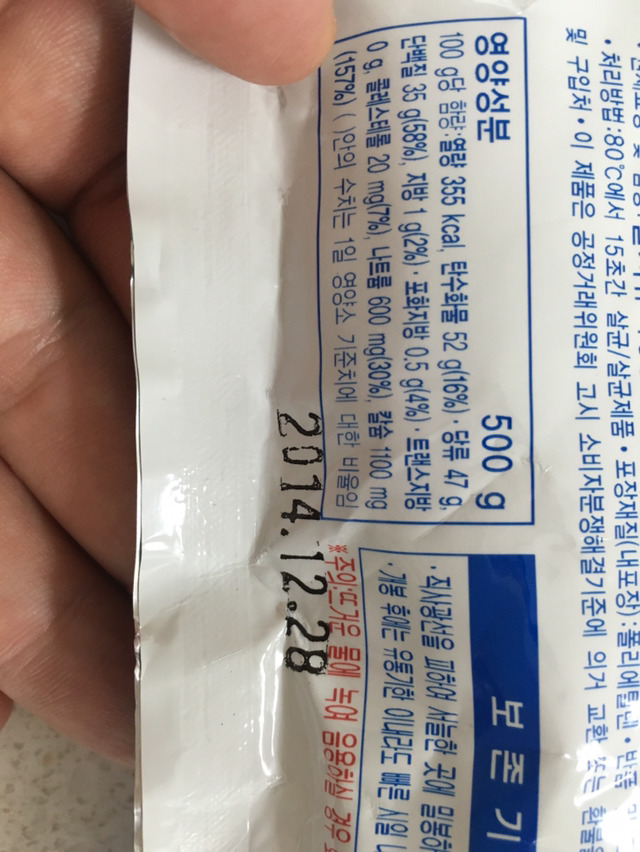 처리방법:80℃에서 15초간 살균/살균제품 • 포장재질(내포장):폴리에틸렌 •
및 구입처 • 이 제품은 공정거래위원회 고시 소비자분쟁해결기준에 의거 교환 또는
영양성분 500 g
100 g당 함량:열량 355 kcal, 탄수화물 52 g(16%)·당류 47 g,
단백질 35 g(58%), 지방 1 g(2%)·포화지방 0.5 g(4%)·트랜스지방
0 g, 콜레스테롤 20 mg(7%), 나트륨 600 mg(30%), 칼슘 1100 mg
(157%) ( )안의 수치는 1일 영양소 기준치에 대한 비율임
보존기
·직사광선을 피하여 서늘한 곳에 밀봉하
·개봉 후에는 유통기한 이내라도 빠른 시일
※주의:뜨거운 물에 녹여 음용하실 경우
2014.12.28